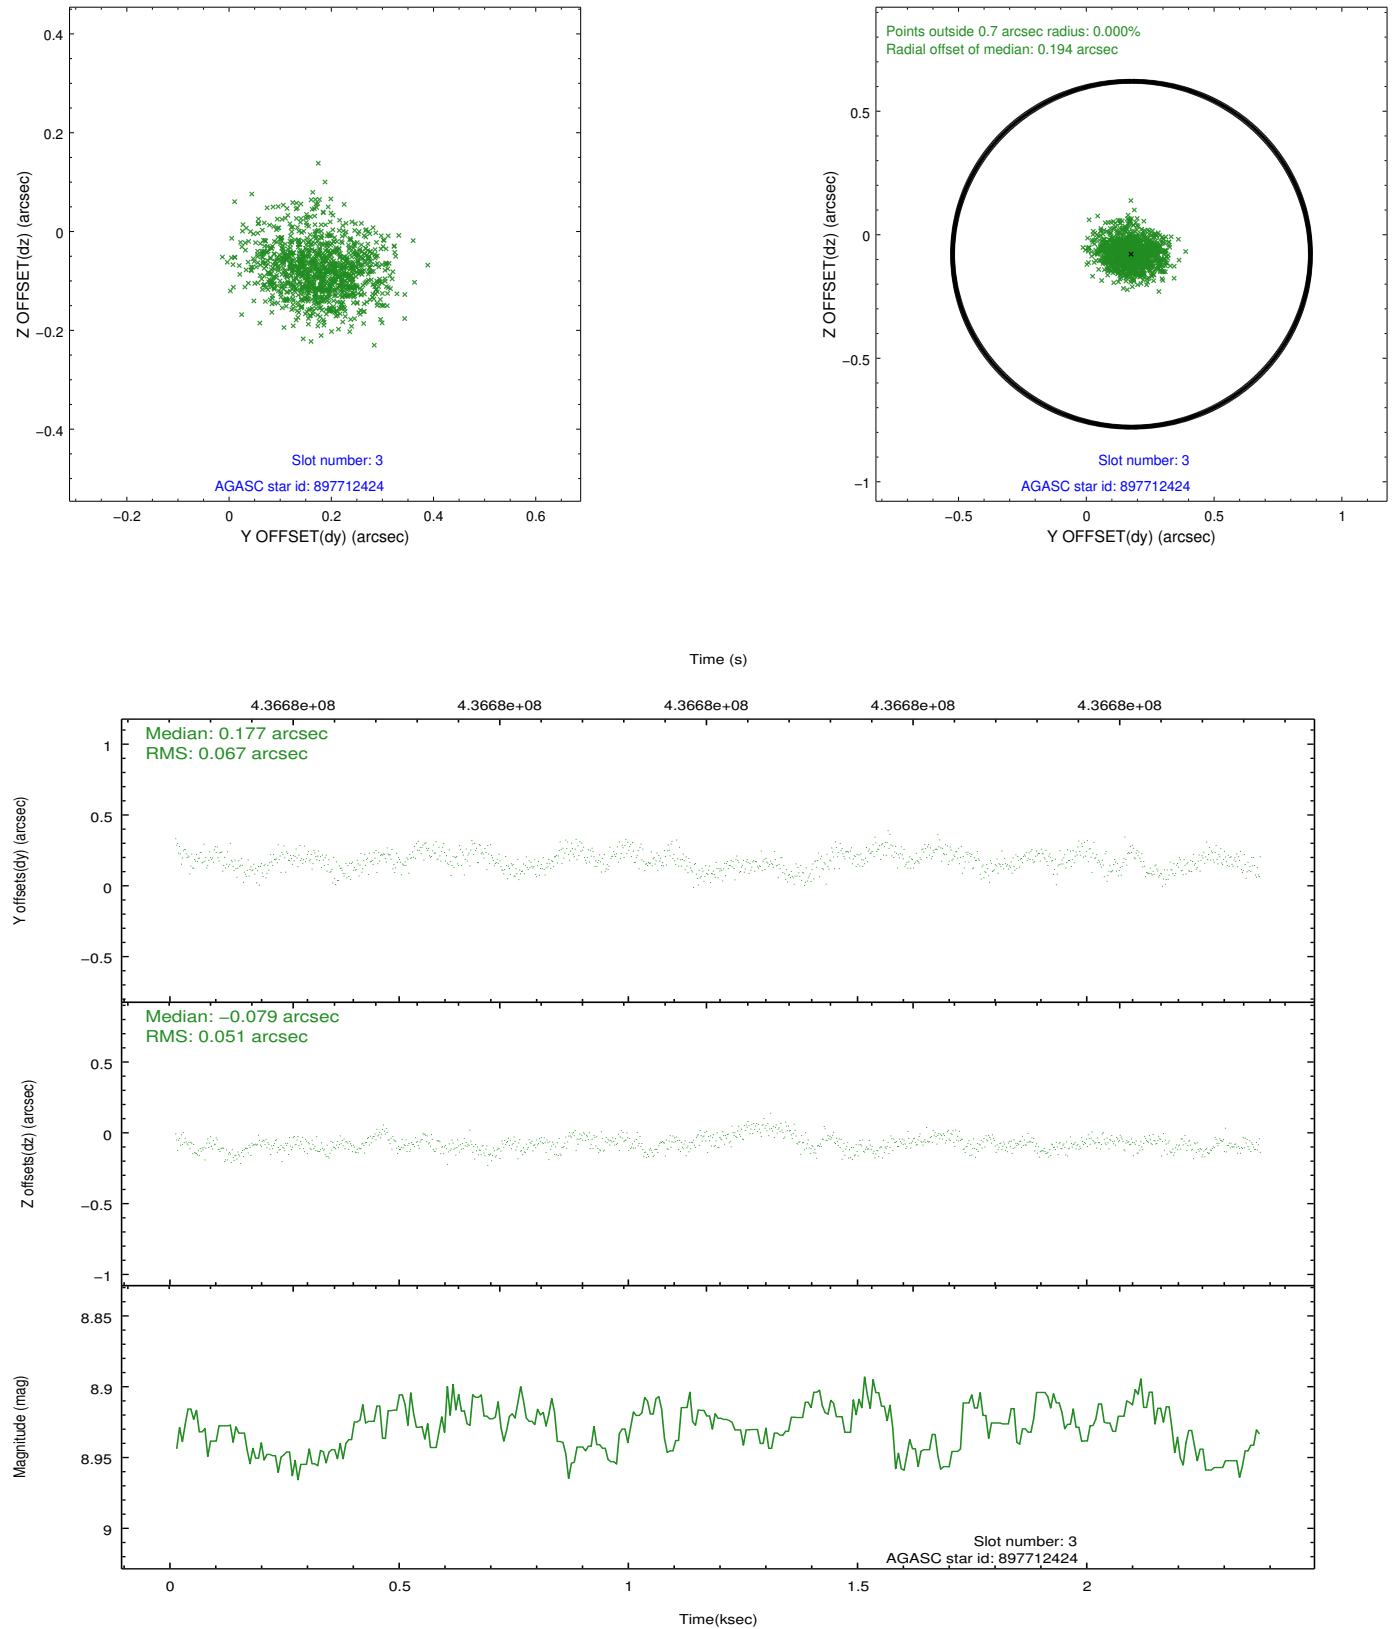 0.4
0.2
0
−0.2
−0.4
Z OFFSET(dz) (arcsec)
Slot number: 3
AGASC star id: 897712424
−0.2
0
0.2
0.4
0.6
Y OFFSET(dy) (arcsec)
Points outside 0.7 arcsec radius: 0.000%
Radial offset of median: 0.194 arcsec
0.5
0
−0.5
−1
Z OFFSET(dz) (arcsec)
Slot number: 3
AGASC star id: 897712424
−0.5
0
0.5
1
Y OFFSET(dy) (arcsec)
Time (s)
4.3668e+08
4.3668e+08
4.3668e+08
4.3668e+08
4.3668e+08
Median: 0.177 arcsec
RMS: 0.067 arcsec
1
0.5
0
−0.5
Y offsets(dy) (arcsec)
Median: −0.079 arcsec
RMS: 0.051 arcsec
0.5
0
−0.5
−1
Z offsets(dz) (arcsec)
8.85
8.9
8.95
9
Magnitude (mag)
Slot number: 3
AGASC star id: 897712424
0
0.5
1
1.5
2
Time(ksec)